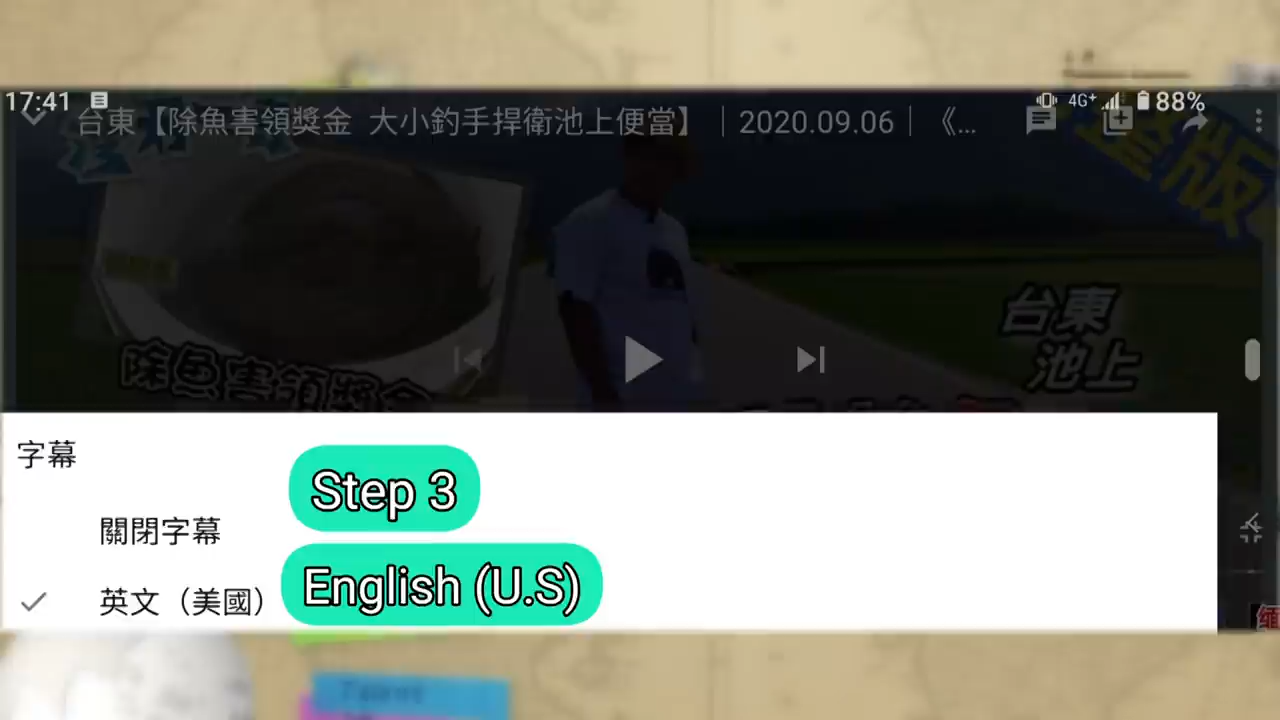 17:41
4G+
88%
台東【除魚害領獎金 大小釣手捍衛池上便當】｜2020.09.06｜《...
整版
台東
池上
除魚害領獎金
字幕
Step 3
關閉字幕
English (U.S)
✓ 英文（美國）